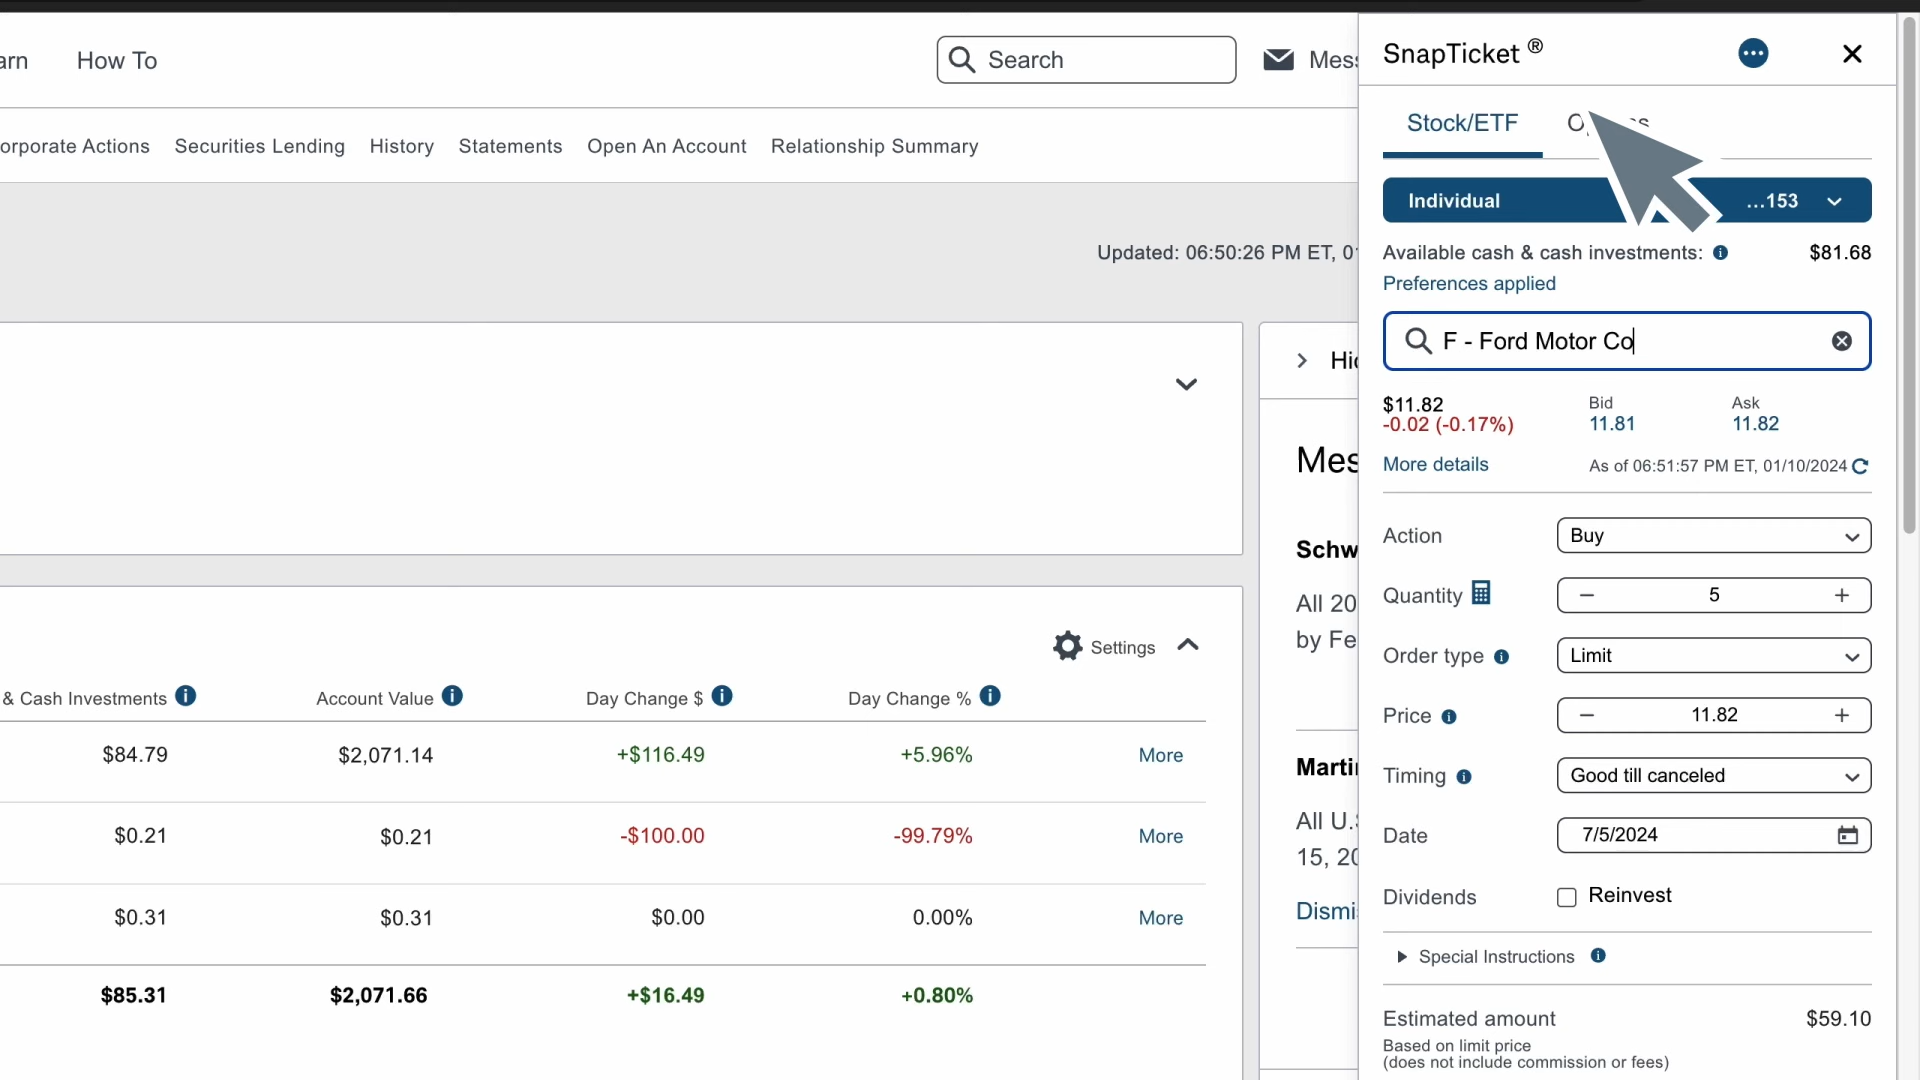 arn How To Search Mess
orporate Actions Securities Lending History Statements Open An Account Relationship Summary
Updated: 06:50:26 PM ET, 01
Hid
Mes
Schw
All 20
by Fe
Settings
& Cash Investments Account Value Day Change $ Day Change %
$84.79 $2,071.14 +$116.49 +5.96% More
$0.21 $0.21 -$100.00 -99.79% More
$0.31 $0.31 $0.00 0.00% More
$85.31 $2,071.66 +$16.49 +0.80%
Martin
All U.S
15, 20
Dismi
SnapTicket ®
Stock/ETF
Individual ...153
Available cash & cash investments: $81.68
Preferences applied
F - Ford Motor Co
$11.82 Bid Ask
-0.02 (-0.17%) 11.81 11.82
More details As of 06:51:57 PM ET, 01/10/2024
Action Buy
Quantity 5
Order type Limit
Price 11.82
Timing Good till canceled
Date 7/5/2024
Dividends Reinvest
Special Instructions
Estimated amount $59.10
Based on limit price
(does not include commission or fees)